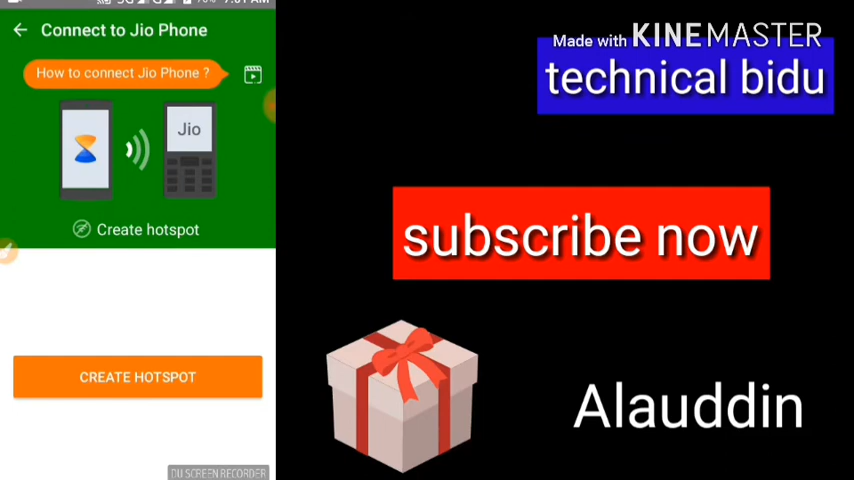 Connect to Jio Phone
How to connect Jio Phone ?
Jio
Create hotspot
CREATE HOTSPOT
DU SCREEN RECORDER
Made with KINEMASTER
technical bidu
subscribe now
Alauddin